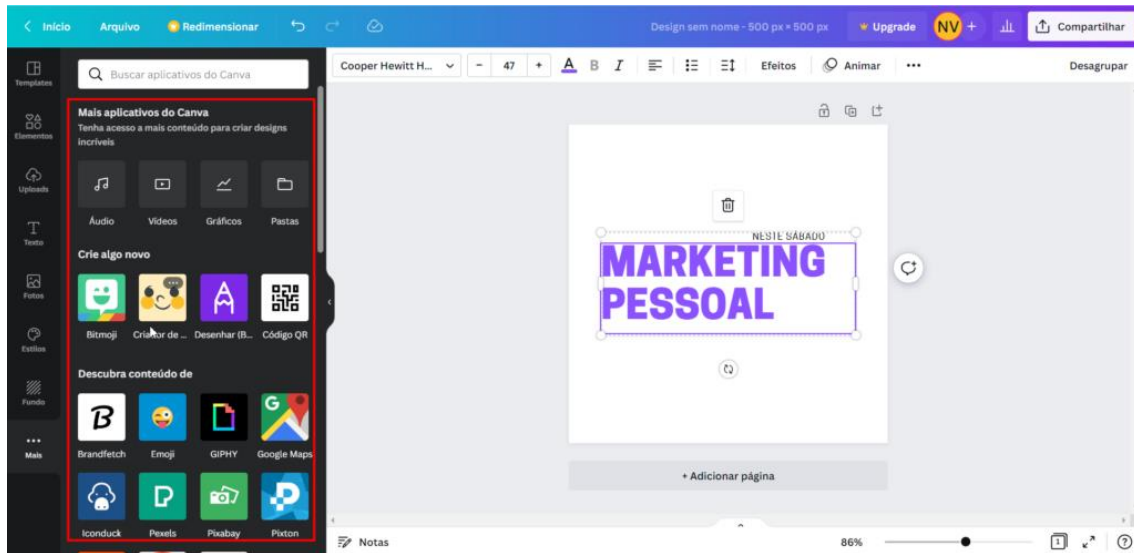 Início Arquivo Redimensionar Design sem nome - 500 px × 500 px Upgrade NV + Compartilhar
Templates
Elementos
Uploads
Texto
Fotos
Estilos
Fundo
Mais
Buscar aplicativos do Canva
Mais aplicativos do Canva
Tenha acesso a mais conteúdo para criar designs
incríveis
Áudio Vídeos Gráficos Pastas
Crie algo novo
Bitmoji Criador de ... Desenhar (B... Código QR
Descubra conteúdo de
Brandfetch Emoji GIPHY Google Maps
Iconduck Pexels Pixabay Pixton
Cooper Hewitt H... - 47 + A B I Efeitos Animar ... Desagrupar
NESTE SÁBADO
MARKETING
PESSOAL
+ Adicionar página
Notas 86% 1 ?